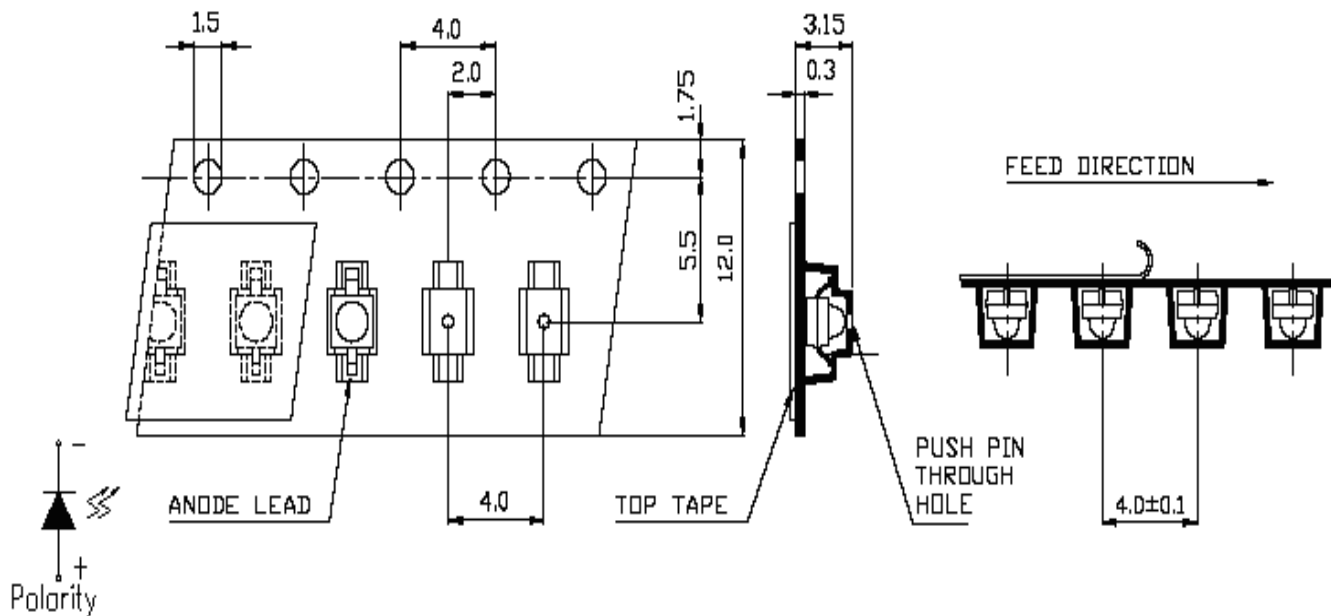 1.5
4.0
2.0
3.15
0.3
1.75
5.5
12.0
FEED DIRECTION
ANODE LEAD
4.0
TOP TAPE
PUSH PIN
THROUGH
HOLE
4.0±0.1
-
+
Polarity